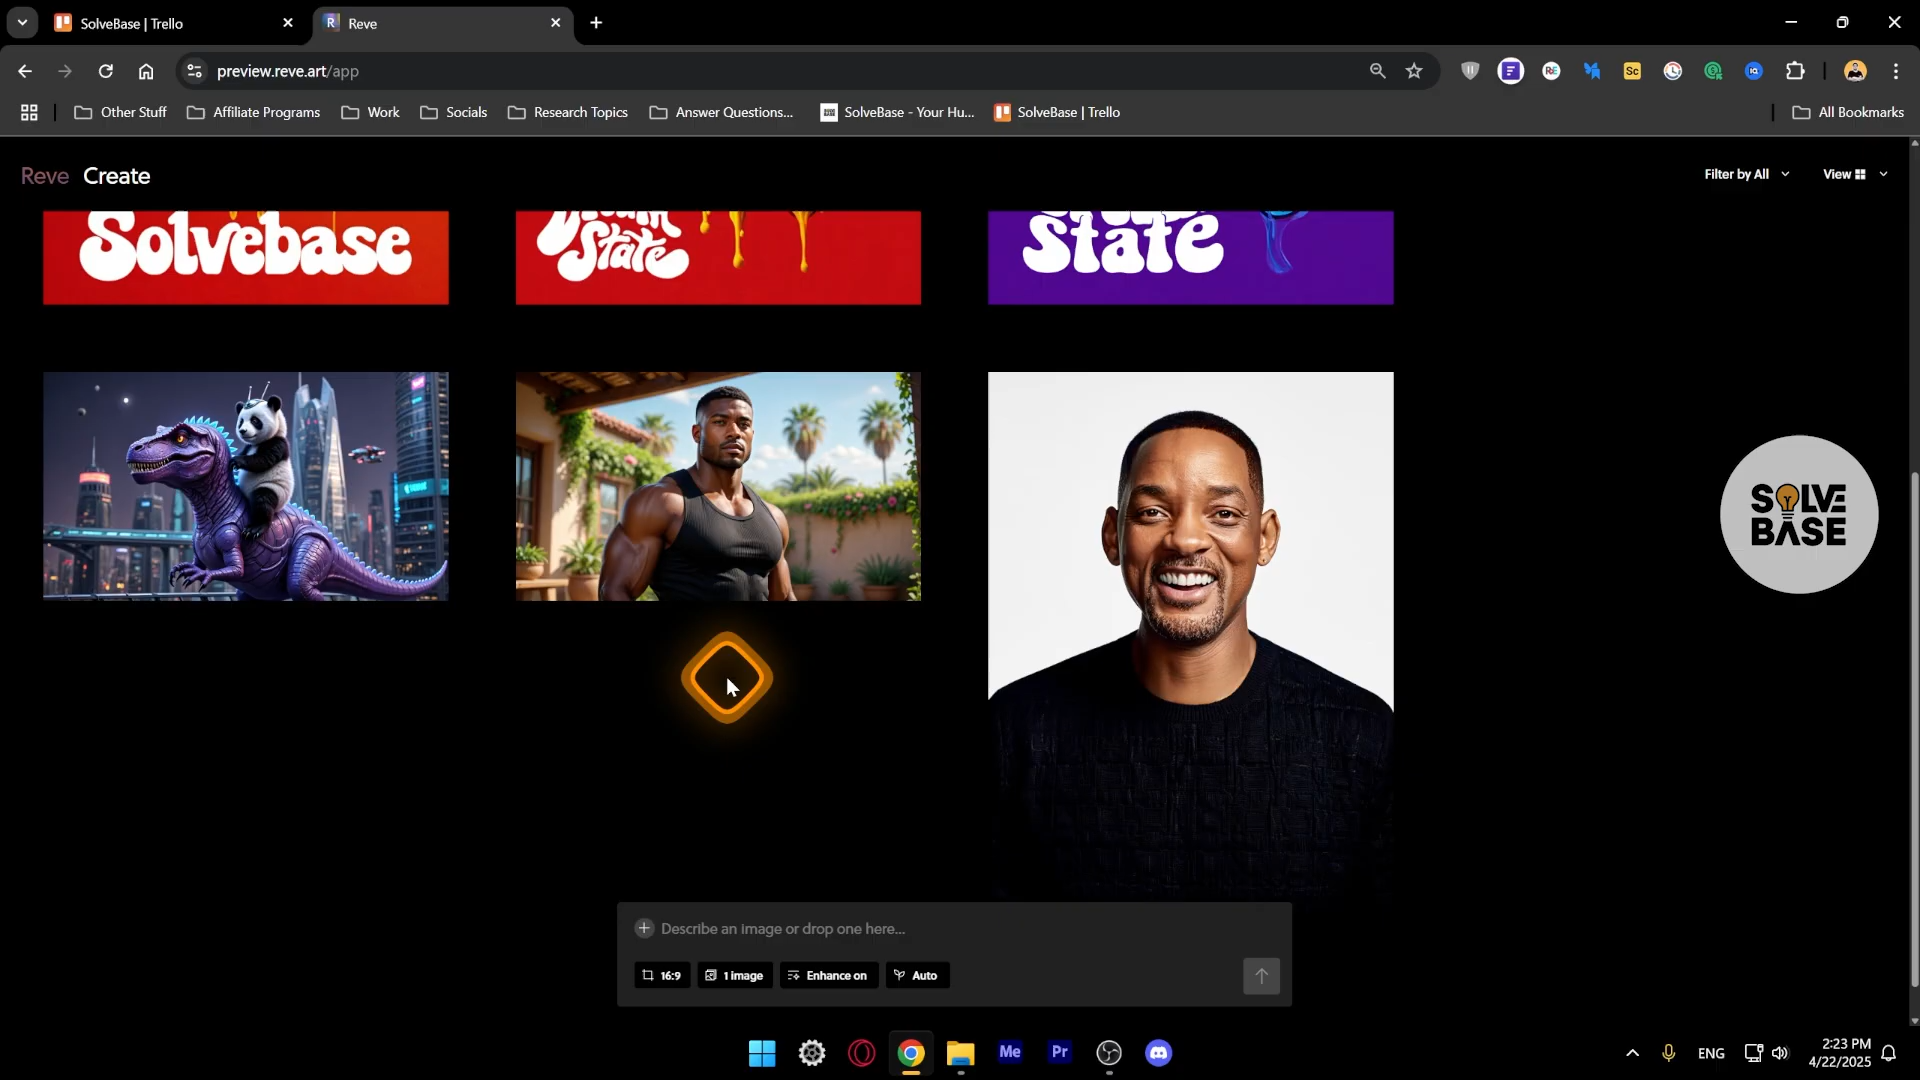 SolveBase | Trello
Reve
preview.reve.art/app
Other Stuff
Affiliate Programs
Work
Socials
Research Topics
Answer Questions...
SolveBase - Your Hu...
SolveBase | Trello
All Bookmarks
Reve Create
Filter by All
View
Solvebase
State
State
SOLVE
BASE
Describe an image or drop one here...
16:9
1 image
Enhance on
Auto
Me
Pr
ENG
2:23 PM
4/22/2025